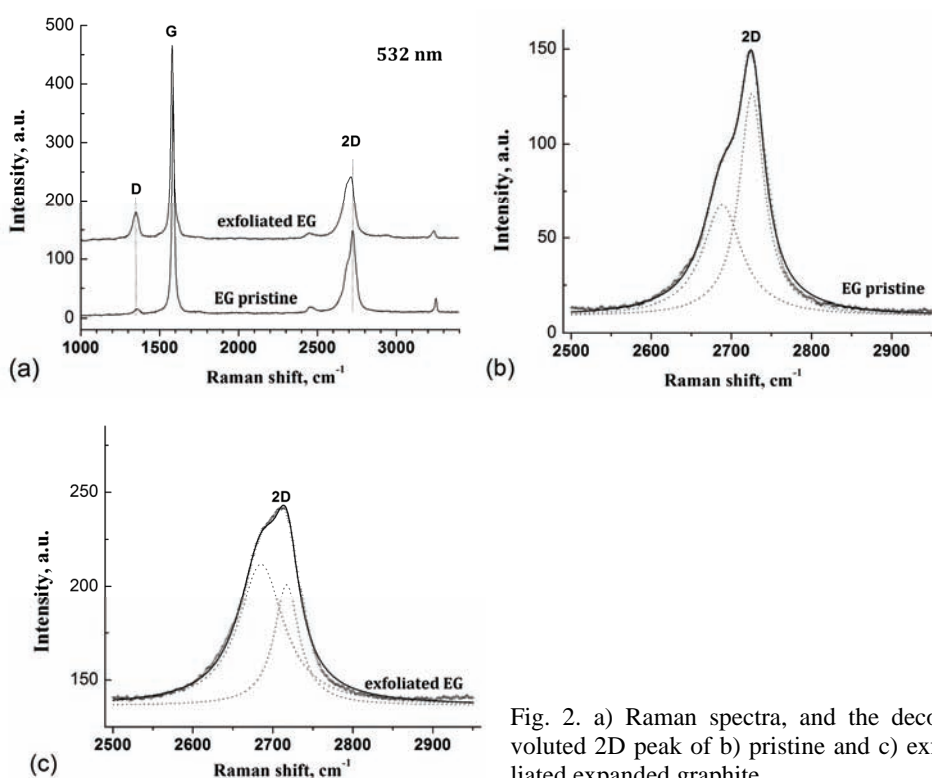 500
400
300
200
100
0
Intensity, a.u.
G
532 nm
D
2D
exfoliated EG
EG pristine
1000 1500 2000 2500 3000
(a)
Raman shift, cm-1
150
100
50
0
Intensity, a.u.
2D
EG pristine
2500 2600 2700 2800 2900
(b)
Raman shift, cm-1
250
200
150
Intensity, a.u.
2D
exfoliated EG
2500 2600 2700 2800 2900
(c)
Raman shift, cm-1
Fig. 2. a) Raman spectra, and the deco
voluted 2D peak of b) pristine and c) exf
liated expanded graphite